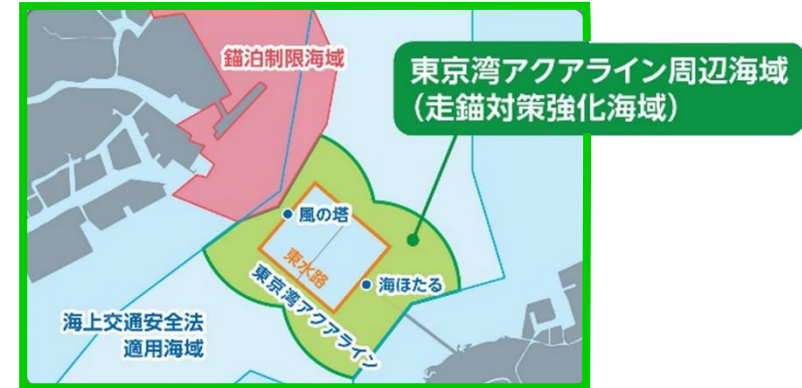 錨泊制限海域
東京湾アクアライン周辺海域
（走錨対策強化海域）
風の塔
東水路
海ほたる
東京湾アクアライン
海上交通安全法
適用海域